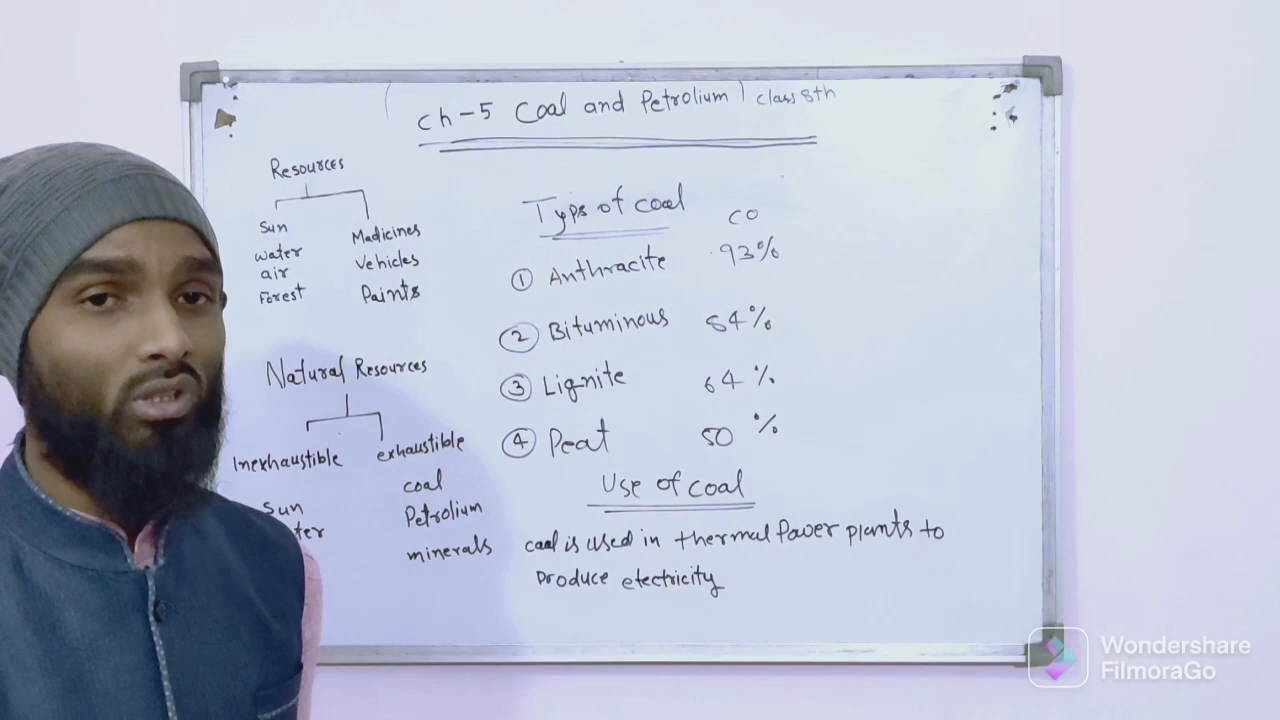 Ch-5 Coal and Petrolium | class 8th
Resources
Sun
water
air
Forest
Madicines
Vehicles
Paints
Natural Resources
Inexhaustible
Sun
exhaustible
coal
Petrolium
minerals
Typs of coal
CO
① Anthracite 93%
② Bituminous 84%
③ Lignite 64%
④ Peat 50%
Use of coal
coal is used in thermal Power plants to
Produce electricity
Wondershare
FilmoraGo